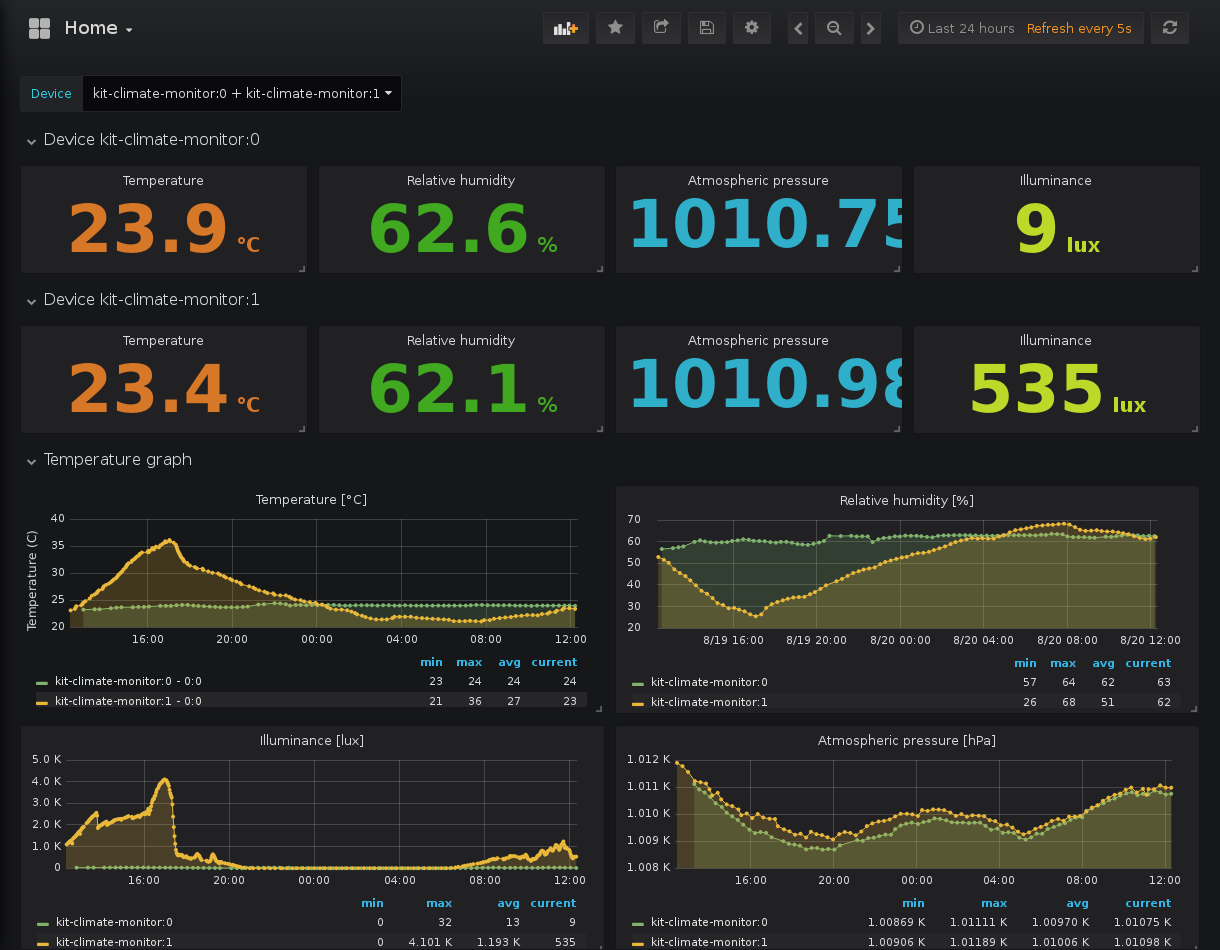 Home
Last 24 hours Refresh every 5s
Device kit-climate-monitor:0 + kit-climate-monitor:1
Device kit-climate-monitor:0
Temperature Relative humidity Atmospheric pressure Illuminance
23.9 °C 62.6 % 1010.75 9 lux
Device kit-climate-monitor:1
Temperature Relative humidity Atmospheric pressure Illuminance
23.4 °C 62.1 % 1010.98 535 lux
Temperature graph
Temperature [°C]
Temperature (C)
40
35
30
25
20
16:00 20:00 00:00 04:00 08:00 12:00
min max avg current
kit-climate-monitor:0 - 0:0 23 24 24 24
kit-climate-monitor:1 - 0:0 21 36 27 23
Relative humidity [%]
70
60
50
40
30
20
8/19 16:00 8/19 20:00 8/20 00:00 8/20 04:00 8/20 08:00 8/20 12:00
min max avg current
kit-climate-monitor:0 57 64 62 63
kit-climate-monitor:1 26 68 51 62
Illuminance [lux]
5.0 K
4.0 K
3.0 K
2.0 K
1.0 K
0
16:00 20:00 00:00 04:00 08:00 12:00
min max avg current
kit-climate-monitor:0 0 32 13 9
kit-climate-monitor:1 0 4.101 K 1.193 K 535
Atmospheric pressure [hPa]
1.012 K
1.011 K
1.010 K
1.009 K
1.008 K
16:00 20:00 00:00 04:00 08:00 12:00
min max avg current
kit-climate-monitor:0 1.00869 K 1.01111 K 1.00970 K 1.01075 K
kit-climate-monitor:1 1.00906 K 1.01189 K 1.01006 K 1.01098 K